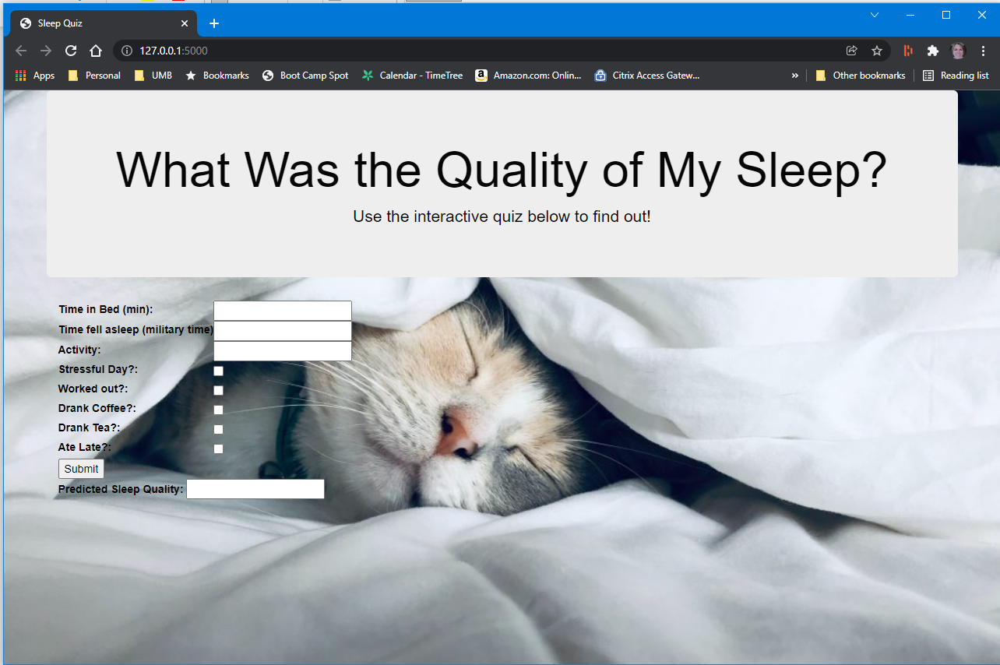 Sleep Quiz
127.0.0.1:5000
Apps Personal UMB Bookmarks Boot Camp Spot Calendar - TimeTree Amazon.com: Onlin... Citrix Access Gatew... » Other bookmarks Reading list
What Was the Quality of My Sleep?
Use the interactive quiz below to find out!
Time in Bed (min):
Time fell asleep (military time)
Activity:
Stressful Day?:
Worked out?:
Drank Coffee?:
Drank Tea?:
Ate Late?:
Submit
Predicted Sleep Quality: